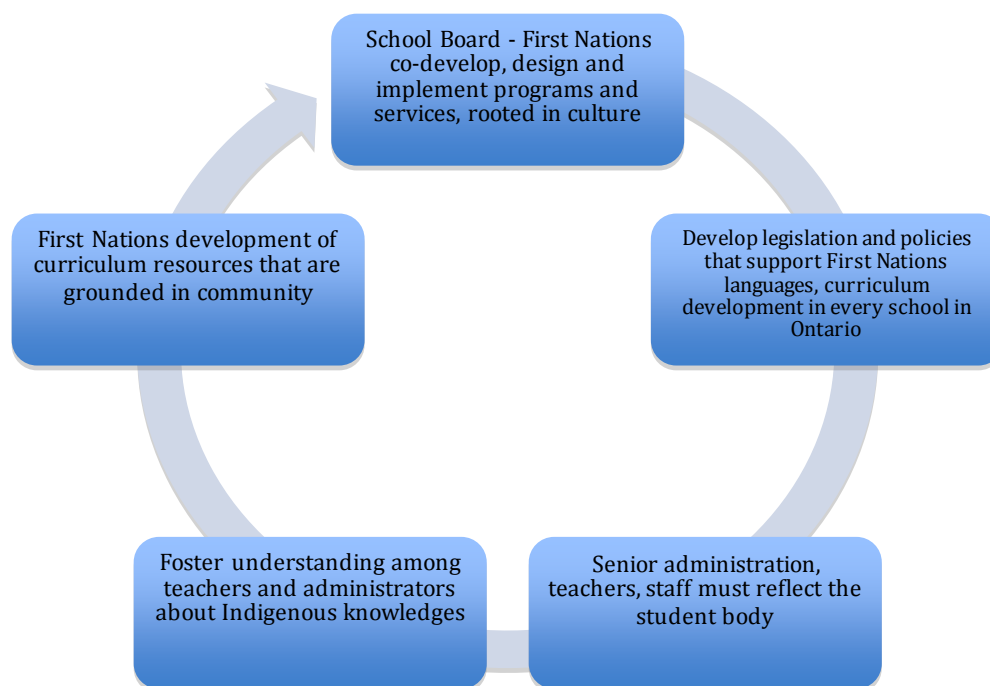 School Board - First Nations
co-develop, design and
implement programs and
services, rooted in culture
Develop legislation and policies
that support First Nations
languages, curriculum
development in every school in
Ontario
Senior administration,
teachers, staff must reflect the
student body
Foster understanding among
teachers and administrators
about Indigenous knowledges
First Nations development of
curriculum resources that are
grounded in community